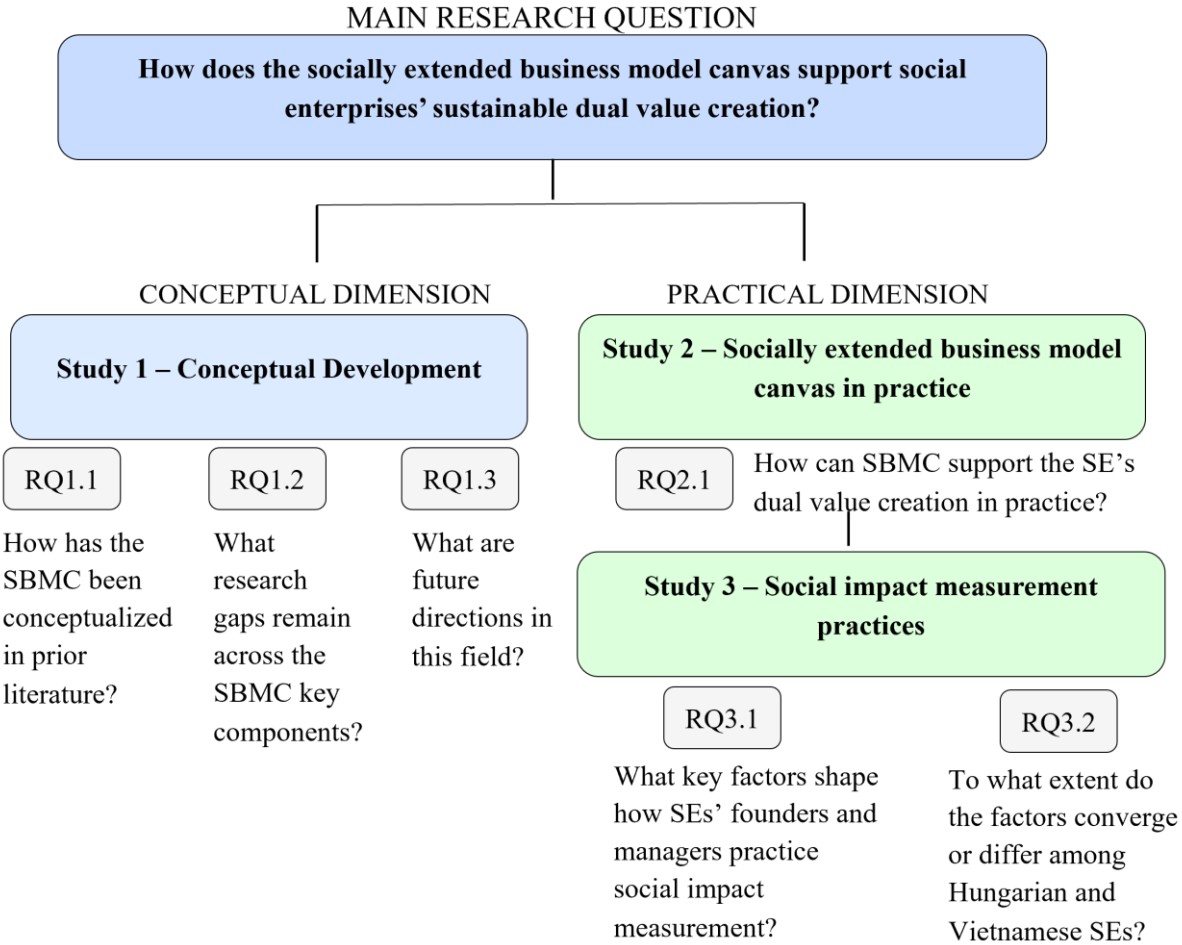 MAIN RESEARCH QUESTION
How does the socially extended business model canvas support social
enterprises’ sustainable dual value creation?
CONCEPTUAL DIMENSION
Study 1 – Conceptual Development
RQ1.1
How has the
SBMC been
conceptualized
in prior
literature?
RQ1.2
What
research
gaps remain
across the
SBMC key
components?
RQ1.3
What are
future
directions in
this field?
PRACTICAL DIMENSION
Study 2 – Socially extended business model
canvas in practice
RQ2.1
How can SBMC support the SE’s
dual value creation in practice?
Study 3 – Social impact measurement
practices
RQ3.1
What key factors shape
how SEs’ founders and
managers practice
social impact
measurement?
RQ3.2
To what extent do
the factors converge
or differ among
Hungarian and
Vietnamese SEs?